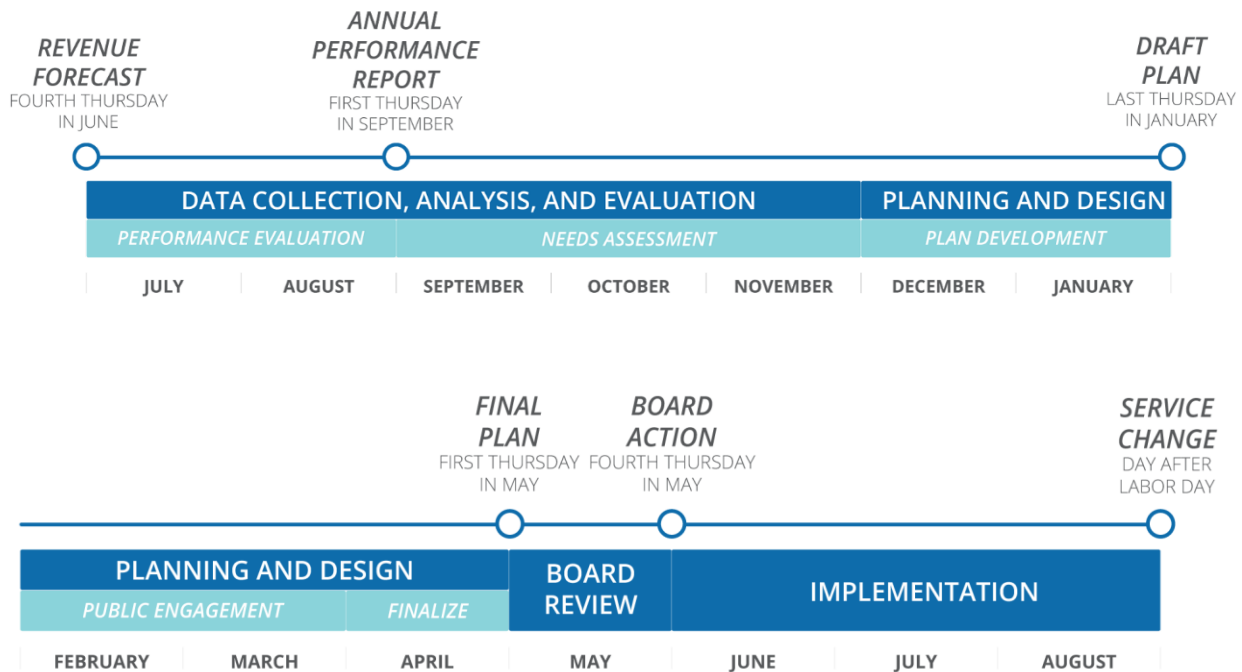 REVENUE
FORECAST
FOURTH THURSDAY
IN JUNE
ANNUAL
PERFORMANCE
REPORT
FIRST THURSDAY
IN SEPTEMBER
DRAFT
PLAN
LAST THURSDAY
IN JANUARY
DATA COLLECTION, ANALYSIS, AND EVALUATION
PLANNING AND DESIGN
PERFORMANCE EVALUATION
NEEDS ASSESSMENT
PLAN DEVELOPMENT
JULY
AUGUST
SEPTEMBER
OCTOBER
NOVEMBER
DECEMBER
JANUARY
FINAL
PLAN
FIRST THURSDAY
IN MAY
BOARD
ACTION
FOURTH THURSDAY
IN MAY
SERVICE
CHANGE
DAY AFTER
LABOR DAY
PLANNING AND DESIGN
PUBLIC ENGAGEMENT
FINALIZE
BOARD
REVIEW
IMPLEMENTATION
FEBRUARY
MARCH
APRIL
MAY
JUNE
JULY
AUGUST